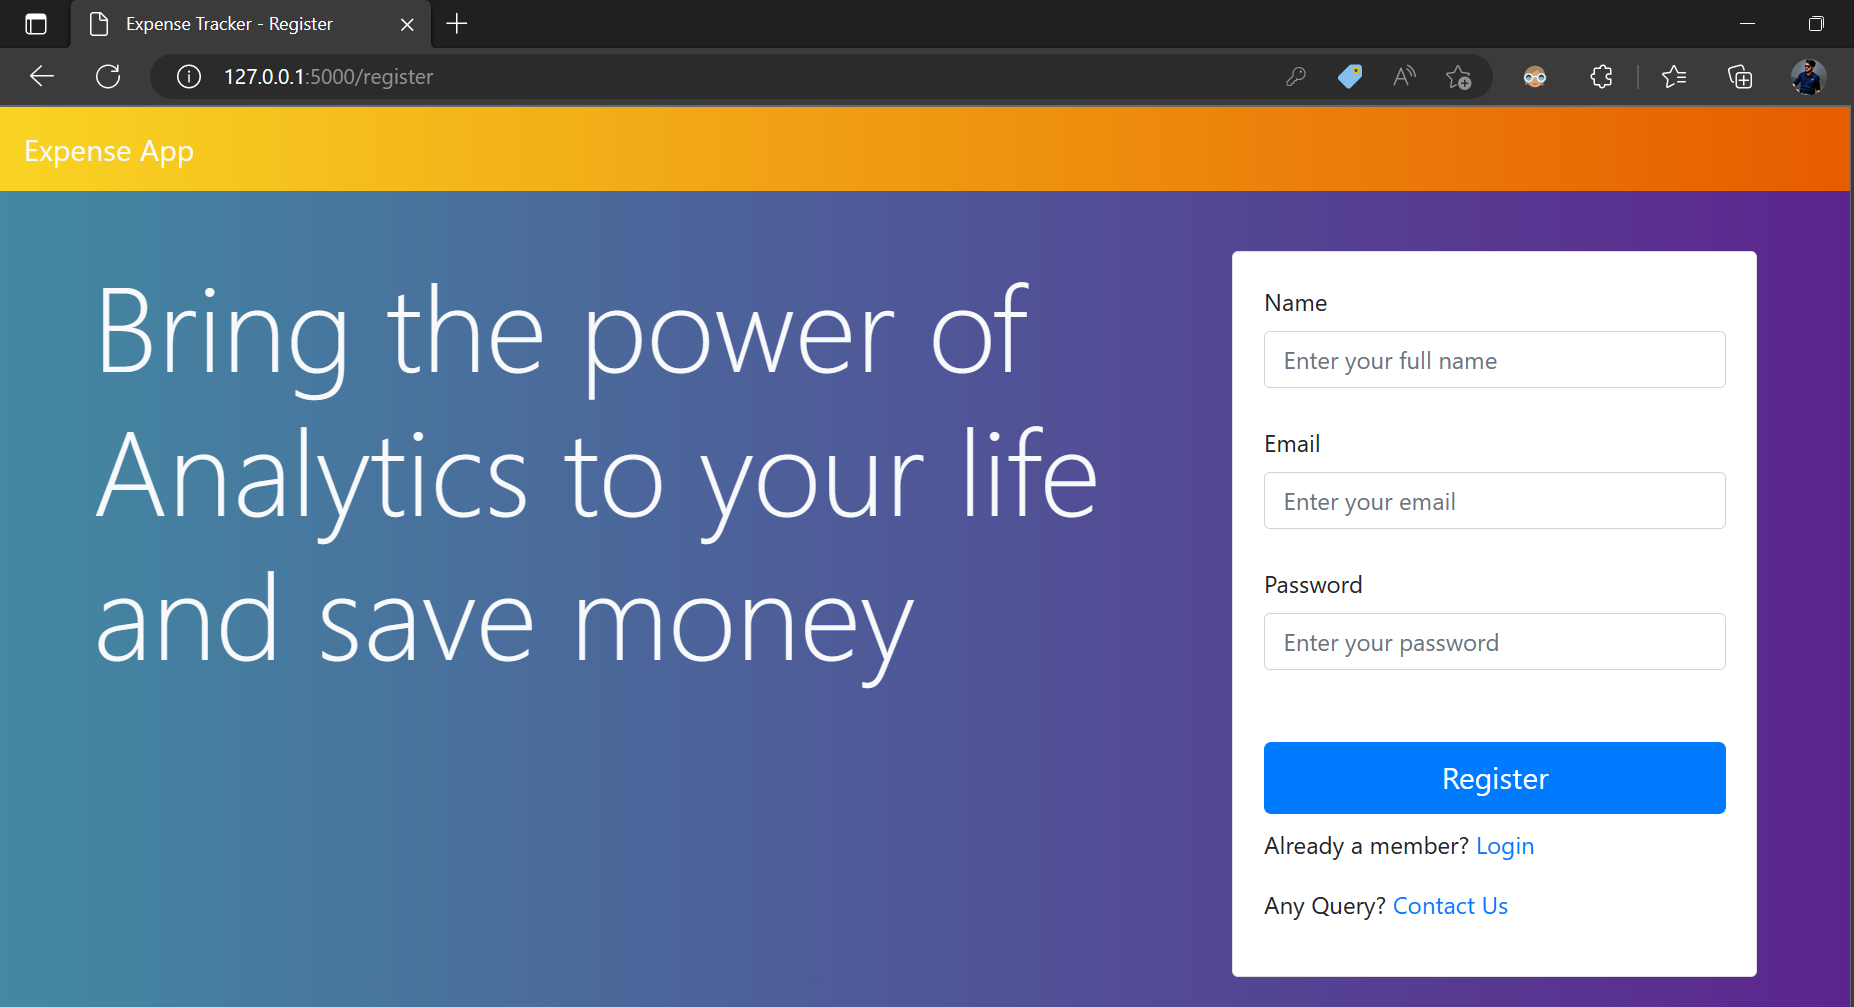 Expense Tracker - Register
127.0.0.1:5000/register
Expense App
Bring the power of
Analytics to your life
and save money
Name
Enter your full name
Email
Enter your email
Password
Enter your password
Register
Already a member? Login
Any Query? Contact Us